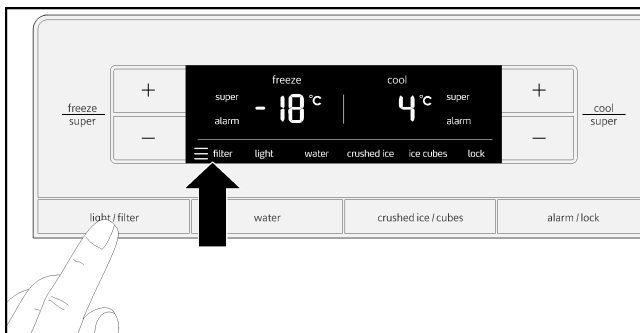 freeze cool
super -18 °C 4 °C super
alarm alarm
filter light water crushed ice ice cubes lock
+ +
freeze
super
cool
super
− −
light / filter water crushed ice / cubes alarm / lock